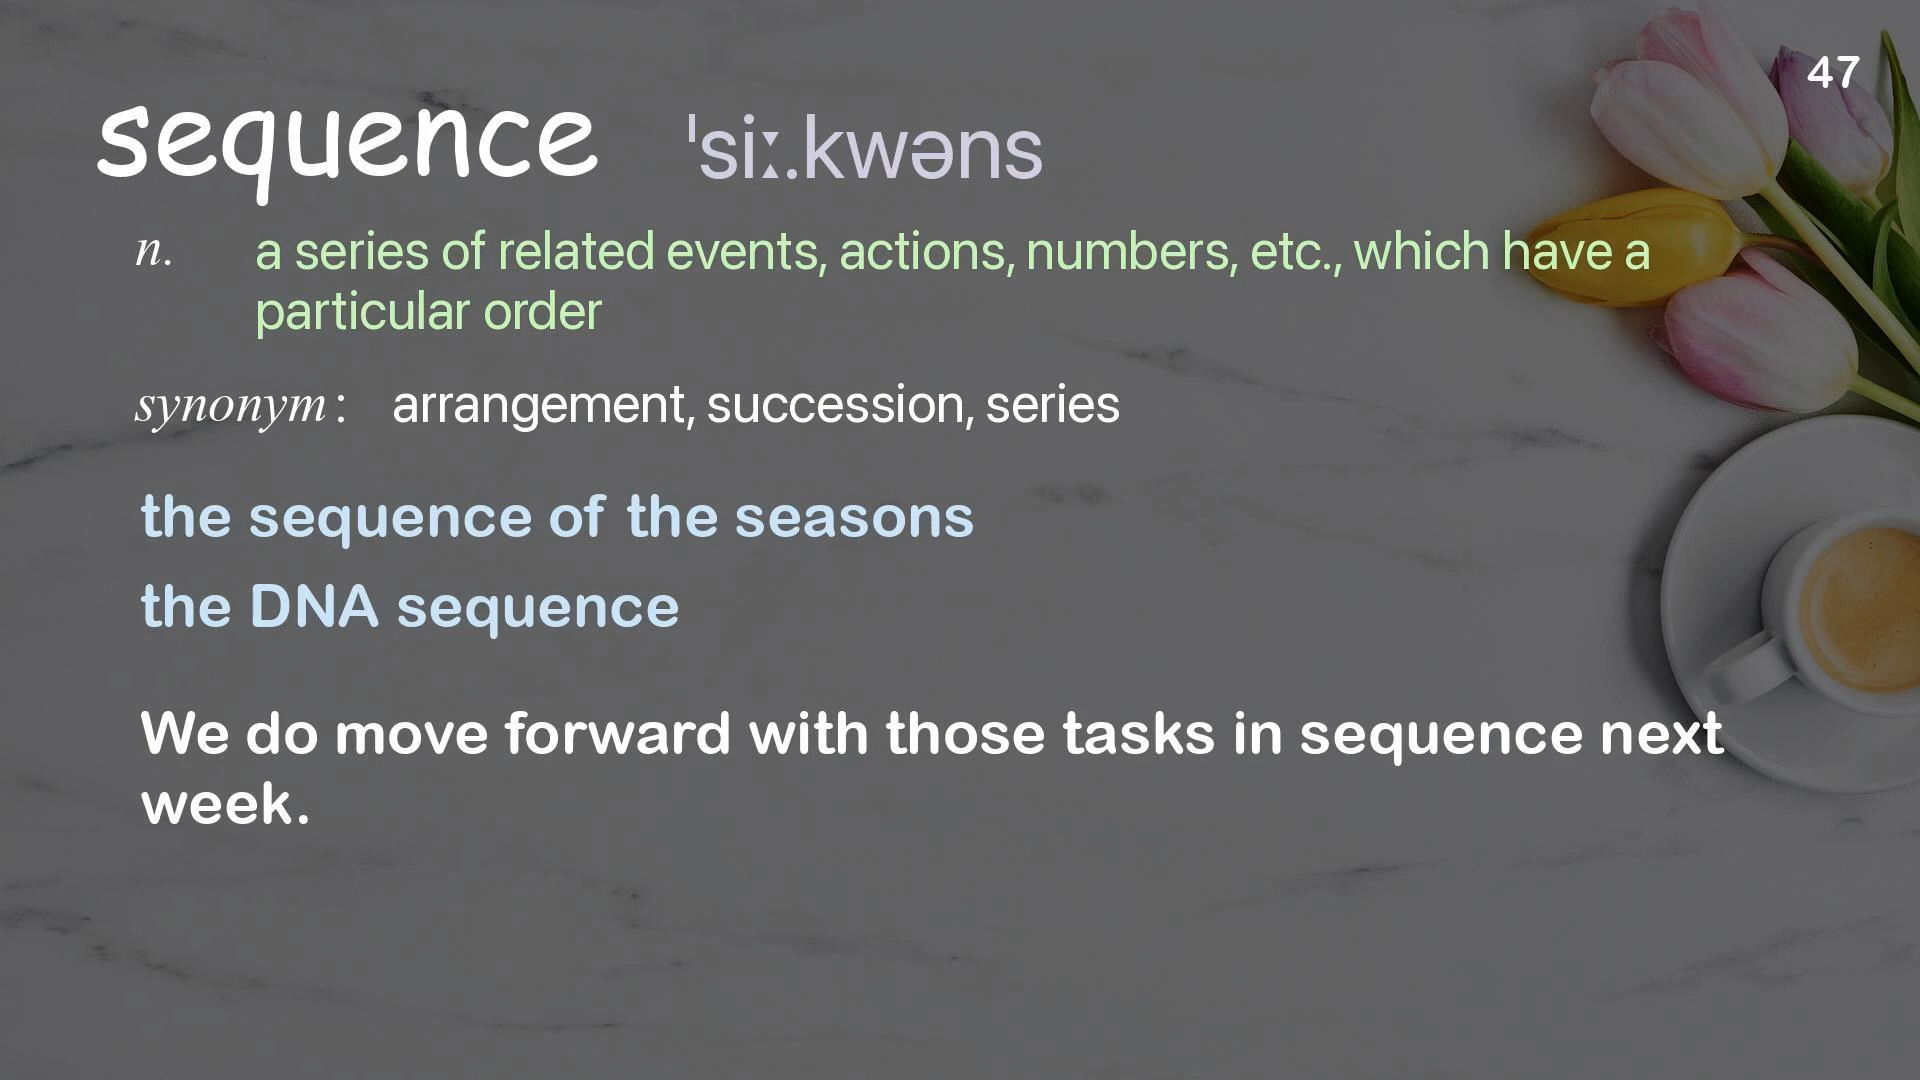 47
sequence ˈsiː.kwəns
n. a series of related events, actions, numbers, etc., which have a
particular order
synonym: arrangement, succession, series
the sequence of the seasons
the DNA sequence
We do move forward with those tasks in sequence next
week.